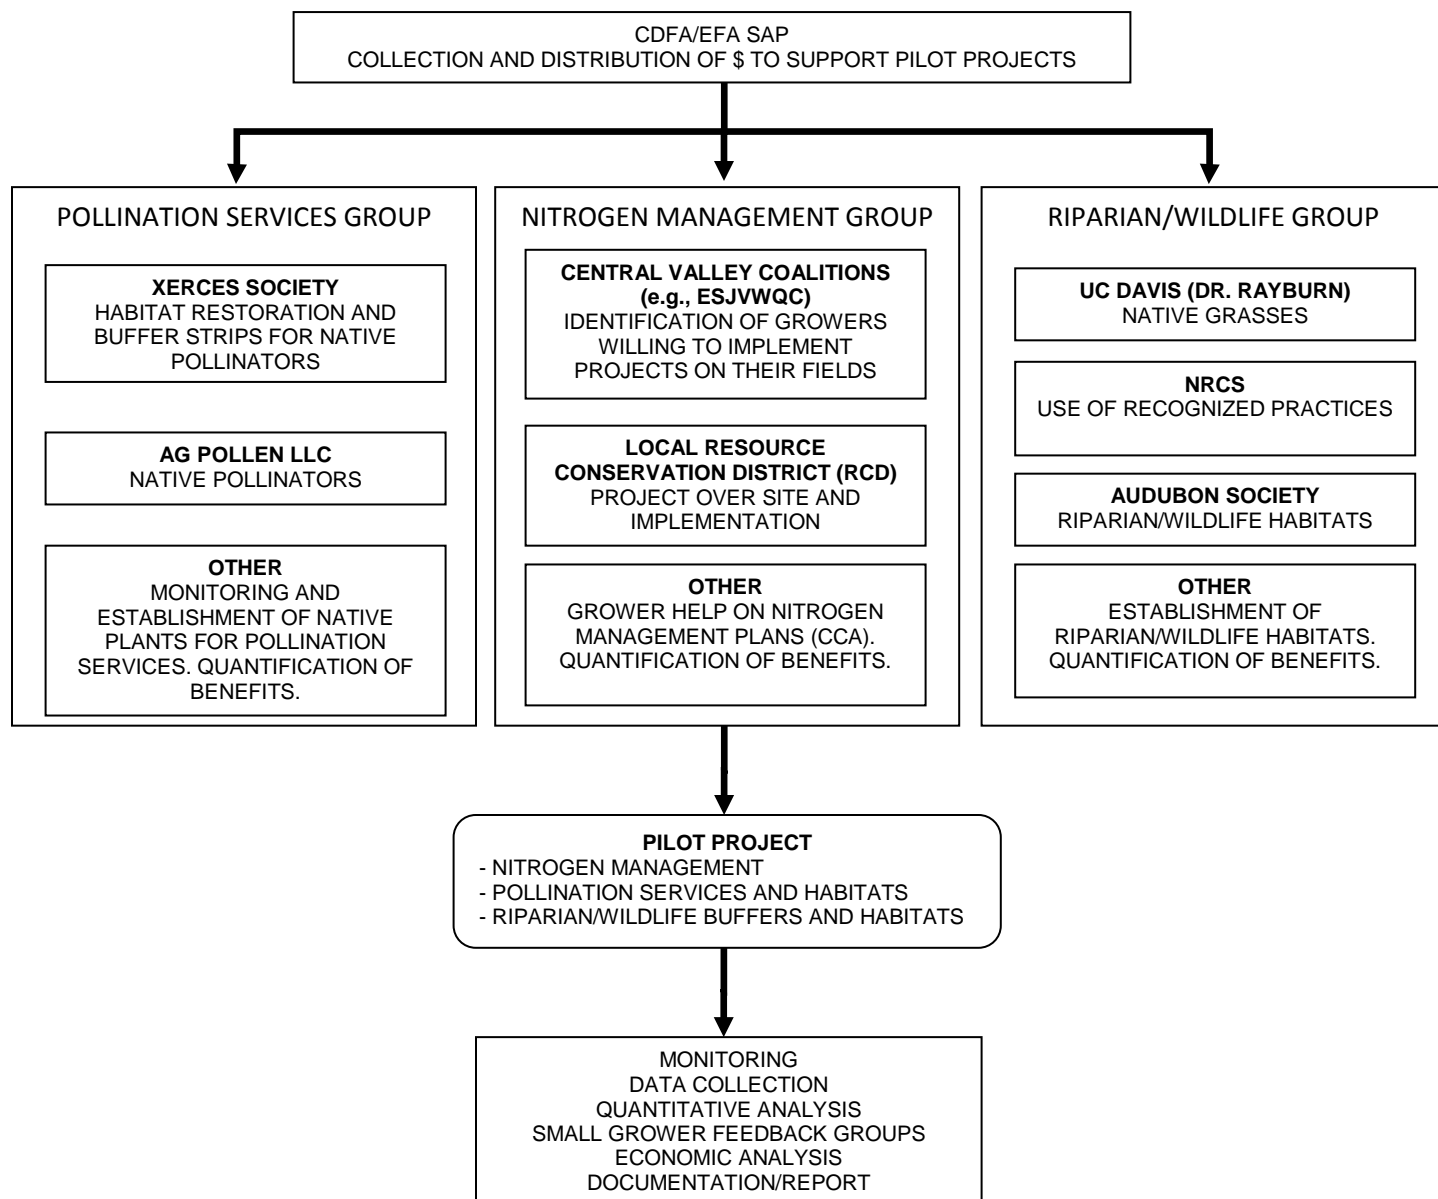 CDFA/EFA SAP
COLLECTION AND DISTRIBUTION OF $ TO SUPPORT PILOT PROJECTS
POLLINATION SERVICES GROUP
XERCES SOCIETY
HABITAT RESTORATION AND
BUFFER STRIPS FOR NATIVE
POLLINATORS
AG POLLEN LLC
NATIVE POLLINATORS
OTHER
MONITORING AND
ESTABLISHMENT OF NATIVE
PLANTS FOR POLLINATION
SERVICES. QUANTIFICATION OF
BENEFITS.
NITROGEN MANAGEMENT GROUP
CENTRAL VALLEY COALITIONS
(e.g., ESJVWQC)
IDENTIFICATION OF GROWERS
WILLING TO IMPLEMENT
PROJECTS ON THEIR FIELDS
LOCAL RESOURCE
CONSERVATION DISTRICT (RCD)
PROJECT OVER SITE AND
IMPLEMENTATION
OTHER
GROWER HELP ON NITROGEN
MANAGEMENT PLANS (CCA).
QUANTIFICATION OF BENEFITS.
RIPARIAN/WILDLIFE GROUP
UC DAVIS (DR. RAYBURN)
NATIVE GRASSES
NRCS
USE OF RECOGNIZED PRACTICES
AUDUBON SOCIETY
RIPARIAN/WILDLIFE HABITATS
OTHER
ESTABLISHMENT OF
RIPARIAN/WILDLIFE HABITATS.
QUANTIFICATION OF BENEFITS.
PILOT PROJECT
- NITROGEN MANAGEMENT
- POLLINATION SERVICES AND HABITATS
- RIPARIAN/WILDLIFE BUFFERS AND HABITATS
MONITORING
DATA COLLECTION
QUANTITATIVE ANALYSIS
SMALL GROWER FEEDBACK GROUPS
ECONOMIC ANALYSIS
DOCUMENTATION/REPORT